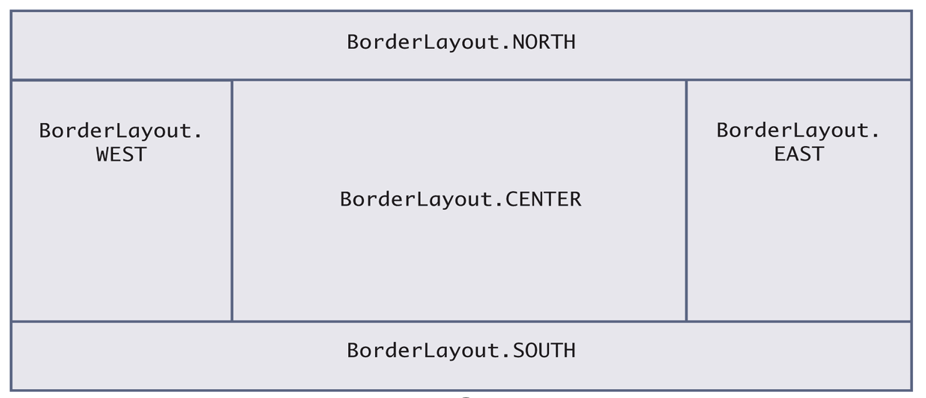 BorderLayout.NORTH
BorderLayout.
WEST
BorderLayout.CENTER
BorderLayout.
EAST
BorderLayout.SOUTH